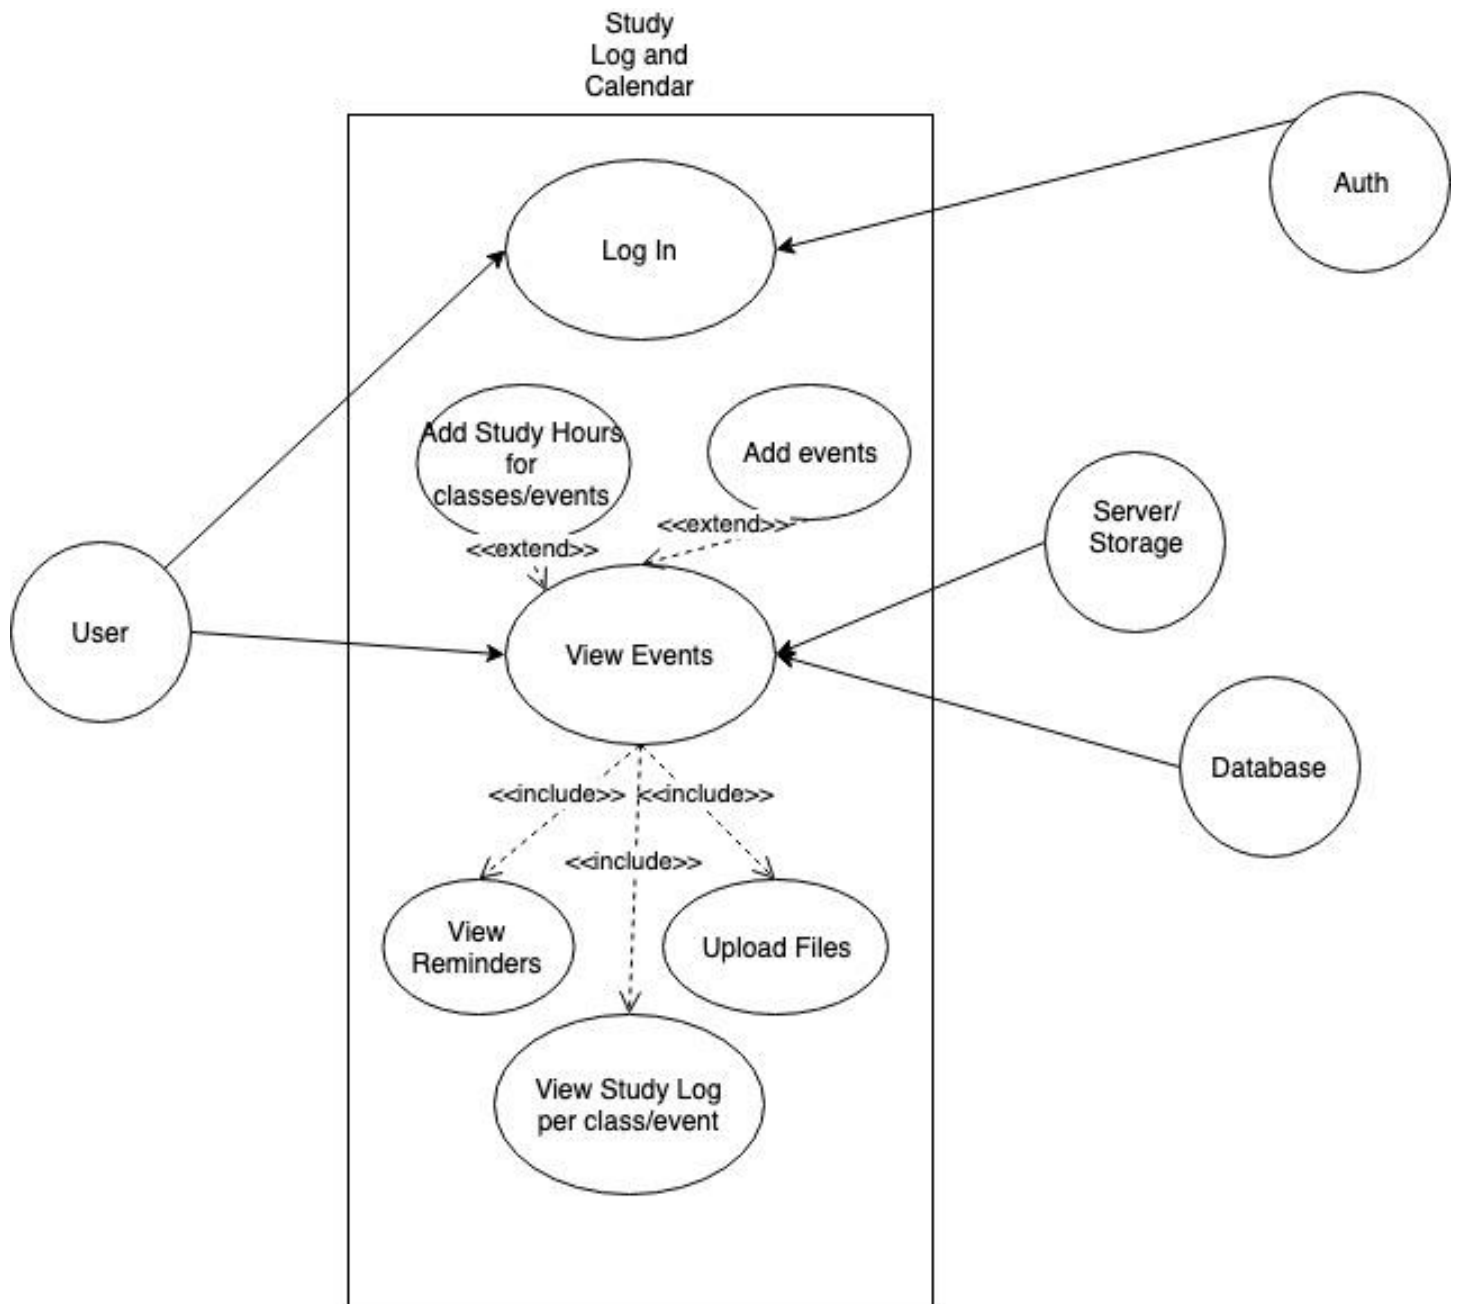 Study
Log and
Calendar
Auth
Log In
Add Study Hours
for
classes/events
Add events
<<extend>>
<<extend>>
Server/
Storage
User
View Events
Database
<<include>>
<<include>>
<<include>>
View
Reminders
Upload Files
View Study Log
per class/event